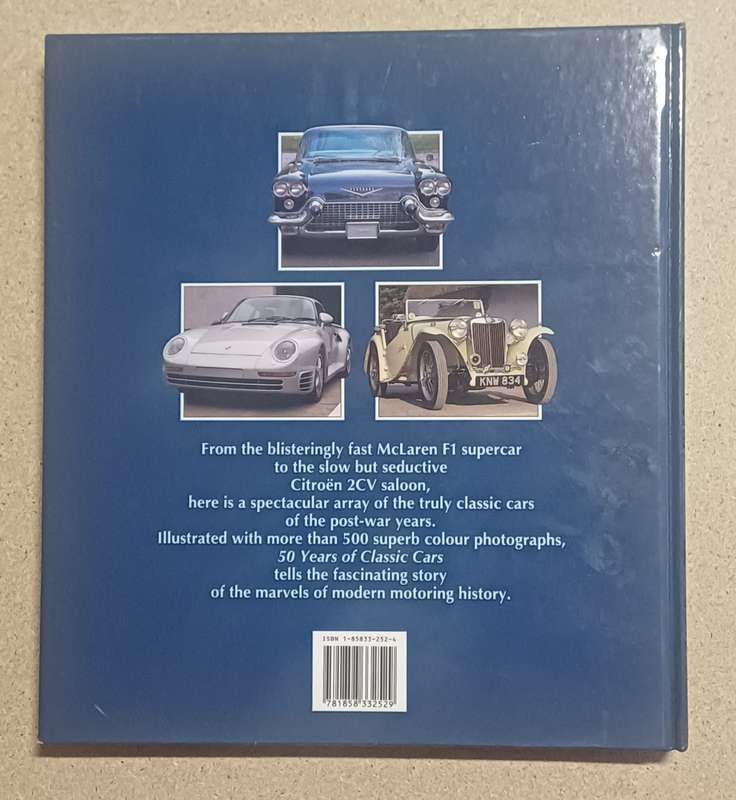 KNW 834
From the blisteringly fast McLaren F1 supercar
to the slow but seductive
Citroën 2CV saloon,
here is a spectacular array of the truly classic cars
of the post-war years.
Illustrated with more than 500 superb colour photographs,
50 Years of Classic Cars
tells the fascinating story
of the marvels of modern motoring history.
ISBN 1-85833-252-4
9 781858 332529